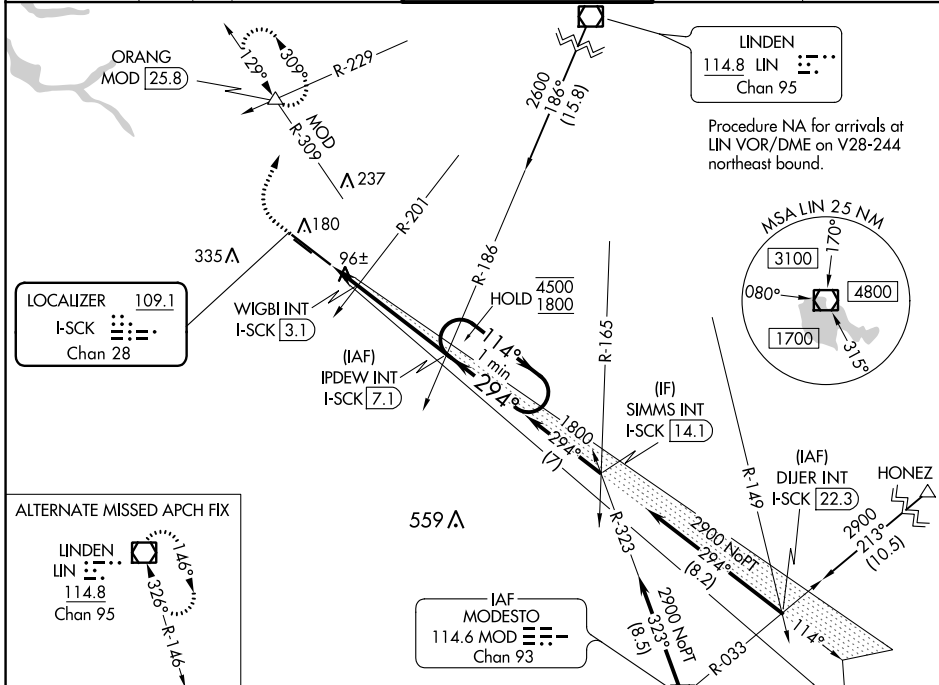 ORANG
MOD 25.8
129°
309°
R-229
MOD
R-309
2600
186°
(15.8)
LINDEN
114.8 LIN
Chan 95
Procedure NA for arrivals at
LIN VOR/DME on V28-244
northeast bound.
237
180
335
96±
R-201
R-186
HOLD 4500
1800
R-165
LOCALIZER 109.1
I-SCK
Chan 28
WIGBI INT
I-SCK 3.1
(IAF)
IPDEW INT
I-SCK 7.1
114°
1 min
294°
MSA LIN 25 NM
3100
170°
080°
4800
1700
315°
(IF)
SIMMS INT
I-SCK 14.1
1800
294°
(7)
R-149
(IAF)
DIJER INT
I-SCK 22.3
HONEZ
2900
213°
(10.5)
559
R-323
2900 NoPT
294°
(8.2)
2900 NoPT
323°
(8.5)
114°
R-033
IAF
MODESTO
114.6 MOD
Chan 93
ALTERNATE MISSED APCH FIX
LINDEN
LIN
114.8
Chan 95
146°
326°
R-146